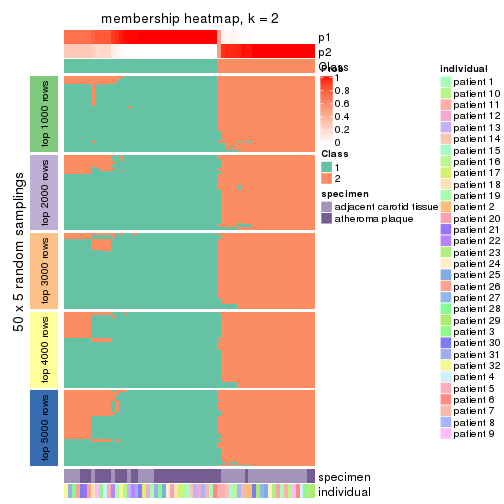 membership heatmap, k = 2
p1
p2
Class
Prob
1
0.8
0.6
0.4
0.2
0
Class
1
2
specimen
adjacent carotid tissue
atheroma plaque
individual
patient 1
patient 10
patient 11
patient 12
patient 13
patient 14
patient 15
patient 16
patient 17
patient 18
patient 19
patient 2
patient 20
patient 21
patient 22
patient 23
patient 24
patient 25
patient 26
patient 27
patient 28
patient 29
patient 3
patient 30
patient 31
patient 32
patient 4
patient 5
patient 6
patient 7
patient 8
patient 9
50 x 5 random samplings
top 1000 rows
top 2000 rows
top 3000 rows
top 4000 rows
top 5000 rows
specimen
individual